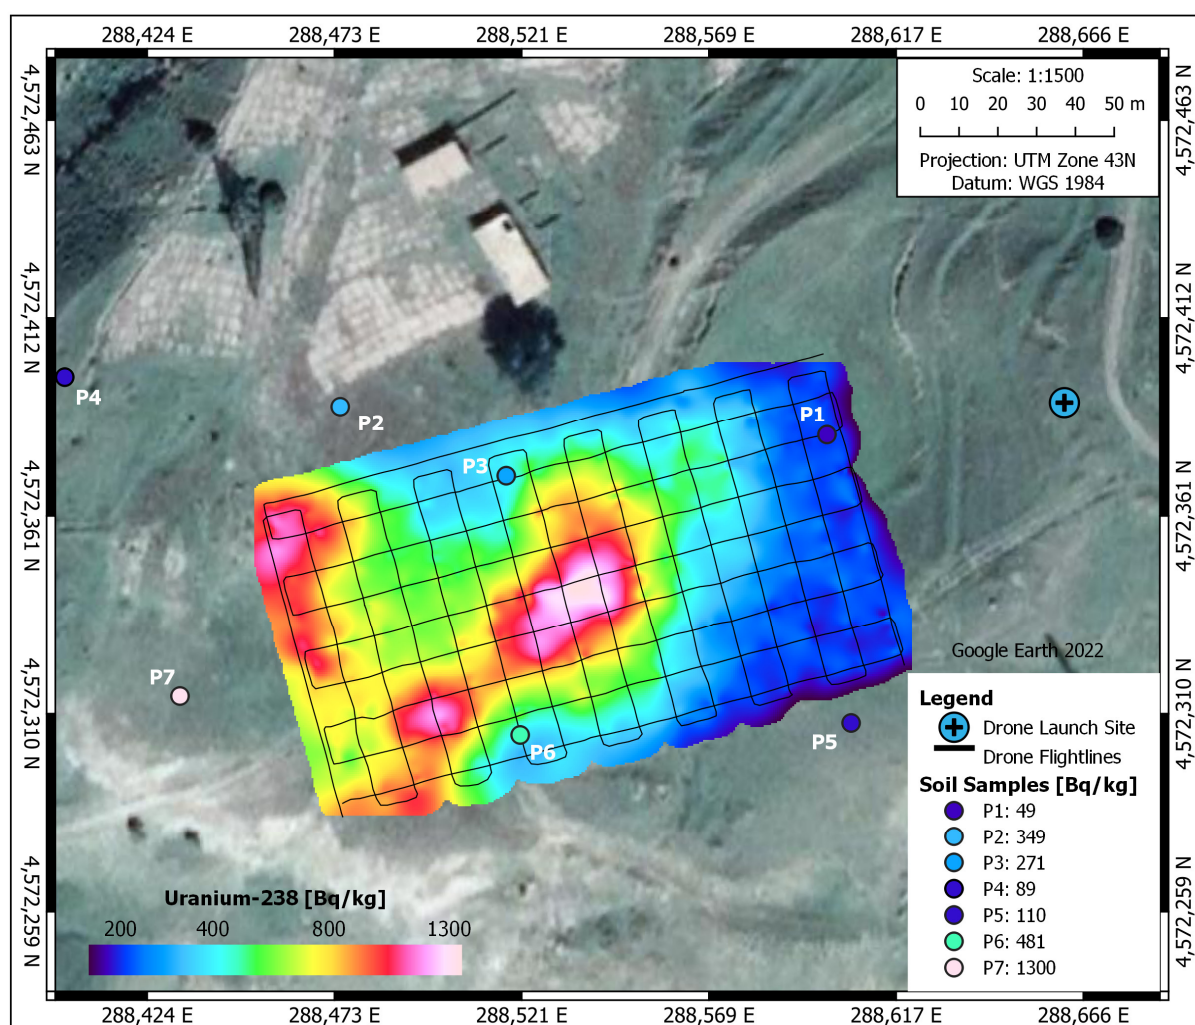 288,424 E 288,473 E 288,521 E 288,569 E 288,617 E 288,666 E
4,572,463 N
4,572,412 N
4,572,361 N
4,572,310 N
4,572,259 N
Scale: 1:1500
0 10 20 30 40 50 m
Projection: UTM Zone 43N
Datum: WGS 1984
4,572,463 N
4,572,412 N
4,572,361 N
4,572,310 N
4,572,259 N
P4
P2
P1
P3
P7
P6
P5
Google Earth 2022
Legend
Drone Launch Site
Drone Flightlines
Soil Samples [Bq/kg]
P1: 49
P2: 349
P3: 271
P4: 89
P5: 110
P6: 481
P7: 1300
Uranium-238 [Bq/kg]
200 400 800 1300
288,424 E 288,473 E 288,521 E 288,569 E 288,617 E 288,666 E